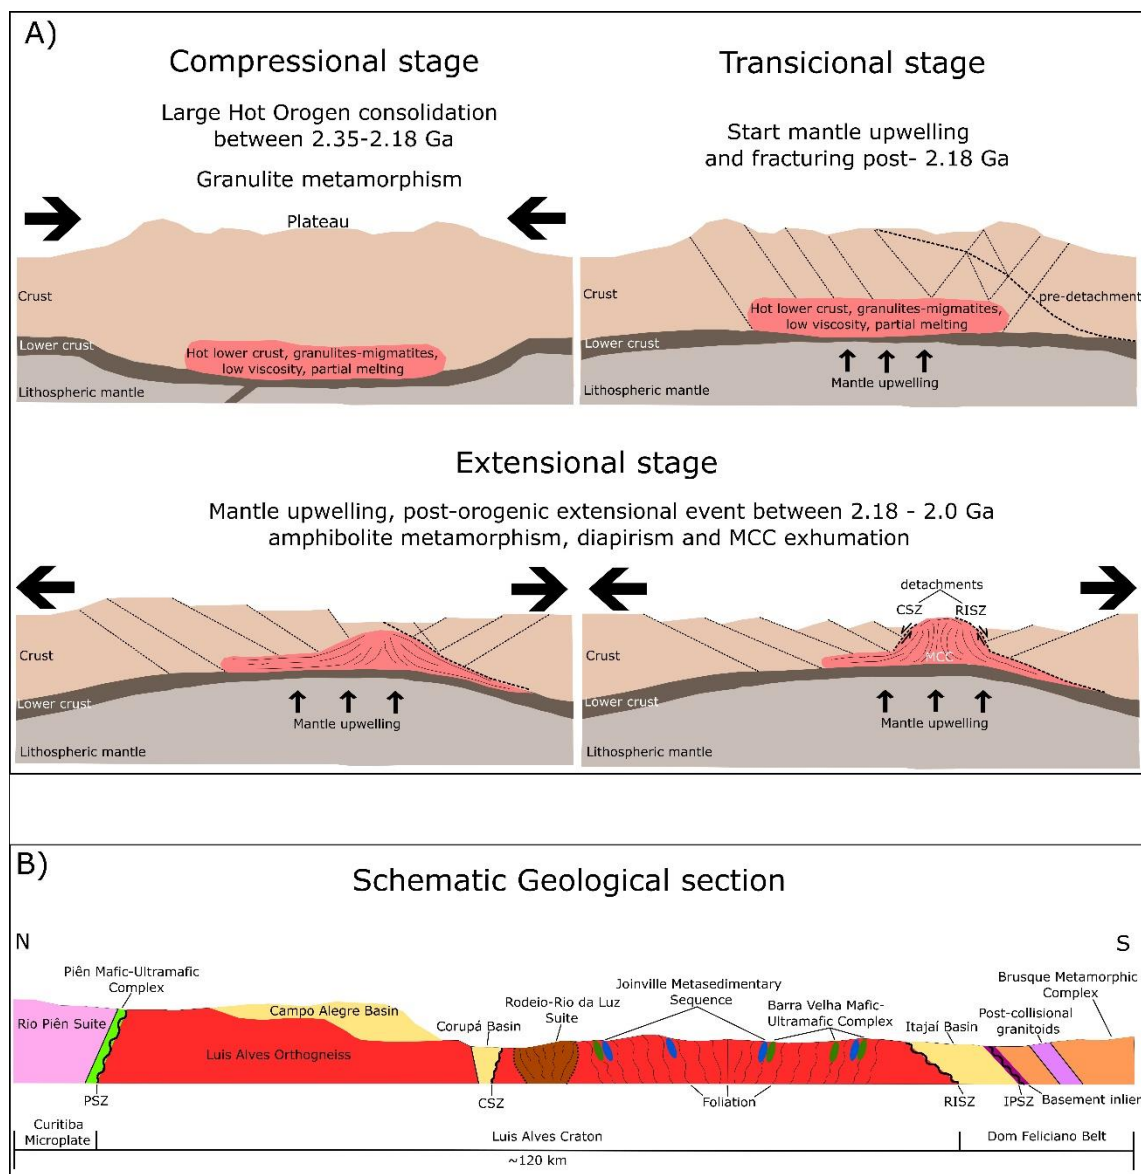 A)
Compressional stage
Large Hot Orogen consolidation
between 2.35-2.18 Ga
Granulite metamorphism
Plateau
Crust
Lower crust
Hot lower crust, granulites-migmatites,
low viscosity, partial melting
Lithospheric mantle
Transicional stage
Start mantle upwelling
and fracturing post- 2.18 Ga
pre-detachment
Crust
Hot lower crust, granulites-migmatites,
low viscosity, partial melting
Lower crust
Mantle upwelling
Lithospheric mantle
Extensional stage
Mantle upwelling, post-orogenic extensional event between 2.18 - 2.0 Ga
amphibolite metamorphism, diapirism and MCC exhumation
Crust
Lower crust
Mantle upwelling
Lithospheric mantle
detachments
CSZ
RISZ
Crust
MCC
Lower crust
Mantle upwelling
Lithospheric mantle
B)
Schematic Geological section
N
S
Piên Mafic-Ultramafic
Complex
Rio Piên Suite
Campo Alegre Basin
Luis Alves Orthogneiss
Corupá Basin
Rodeio-Rio da Luz
Suite
Joinville Metasedimentary
Sequence
Barra Velha Mafic-
Ultramafic Complex
Itajaí Basin
Post-collisional
granitoids
Brusque Metamorphic
Complex
PSZ
CSZ
Foliation
RISZ
IPSZ
Basement inlier
Curitiba
Microplate
Luis Alves Craton
Dom Feliciano Belt
~120 km